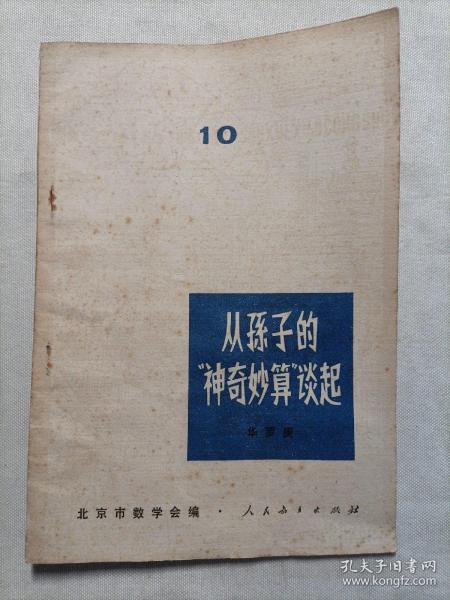 10
从孫子的
“神奇妙算”谈起
华罗庚
北京市数学会编 · 人民教育出版社
孔夫子旧书网
www.kongfz.com